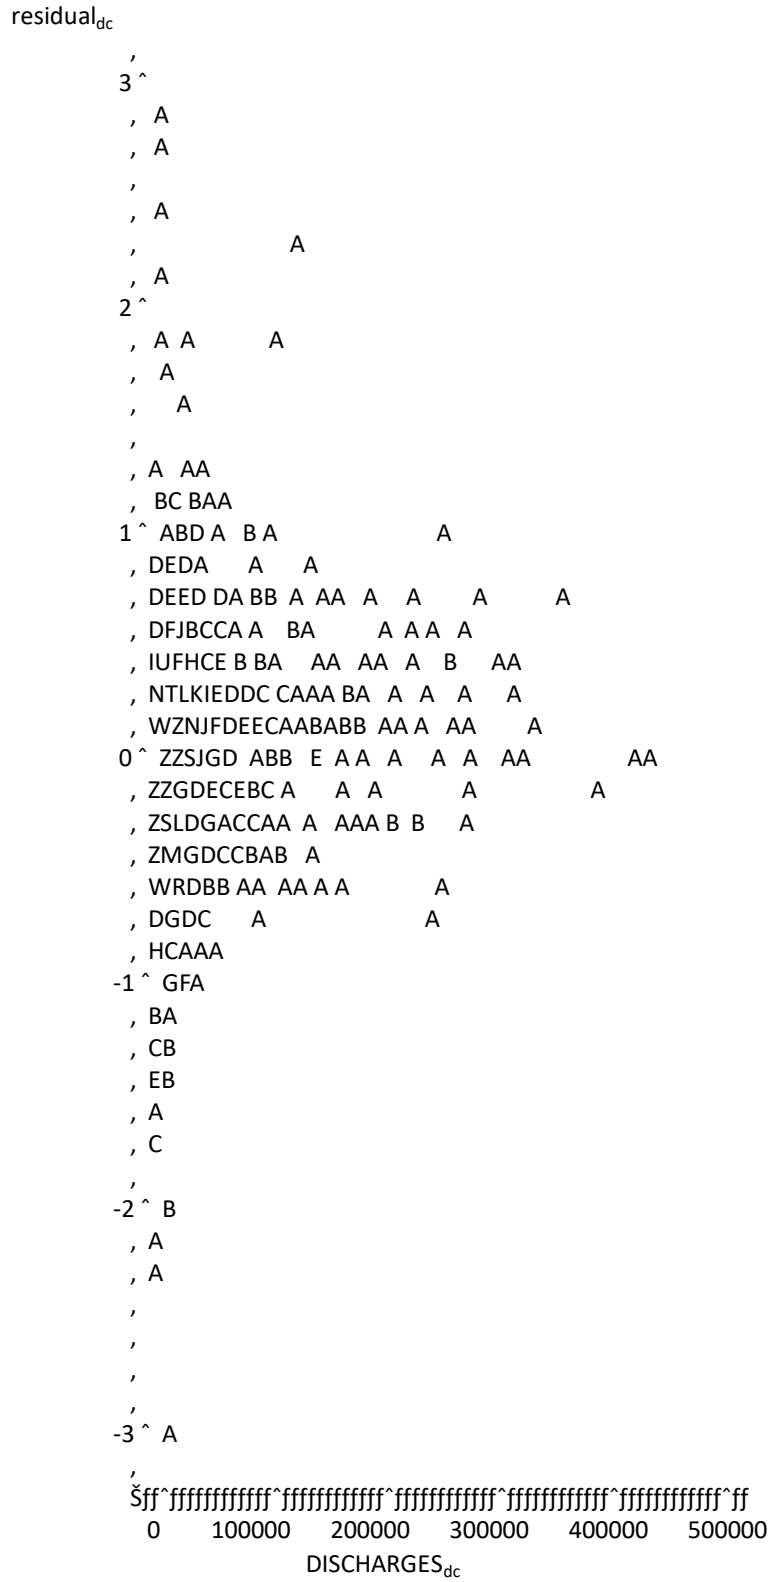 residualdc
,
3 ˆ
, A
, A
,
, A
, A
, A
2 ˆ
, A A A
, A
, A
,
, A AA
, BC BAA
1 ˆ ABD A B A A
, DEDA A A
, DEED DA BB A AA A A A A
, DFJBCCA A BA A A A A
, IUFHCE B BA AA AA A B AA
, NTLKIEDDC CAAA BA A A A A
, WZNJFDEECAABABB AA A AA A
0 ˆ ZZSJGD ABB E A A A A A AA AA
, ZZGDECEBC A A A A A
, ZSLDGACCAA A AAA B B A
, ZMGDCCBAB A
, WRDBB AA AA A A A
, DGDC A A
, HCAAA
-1 ˆ GFA
, BA
, CB
, EB
, A
, C
,
-2 ˆ B
, A
, A
,
,
,
,
-3 ˆ A
,
Šƒƒˆƒƒƒƒƒƒƒƒƒƒƒƒˆƒƒƒƒƒƒƒƒƒƒƒƒˆƒƒƒƒƒƒƒƒƒƒƒƒˆƒƒƒƒƒƒƒƒƒƒƒƒˆƒƒƒƒƒƒƒƒƒƒƒƒˆƒƒ
0 100000 200000 300000 400000 500000
DISCHARGESdc